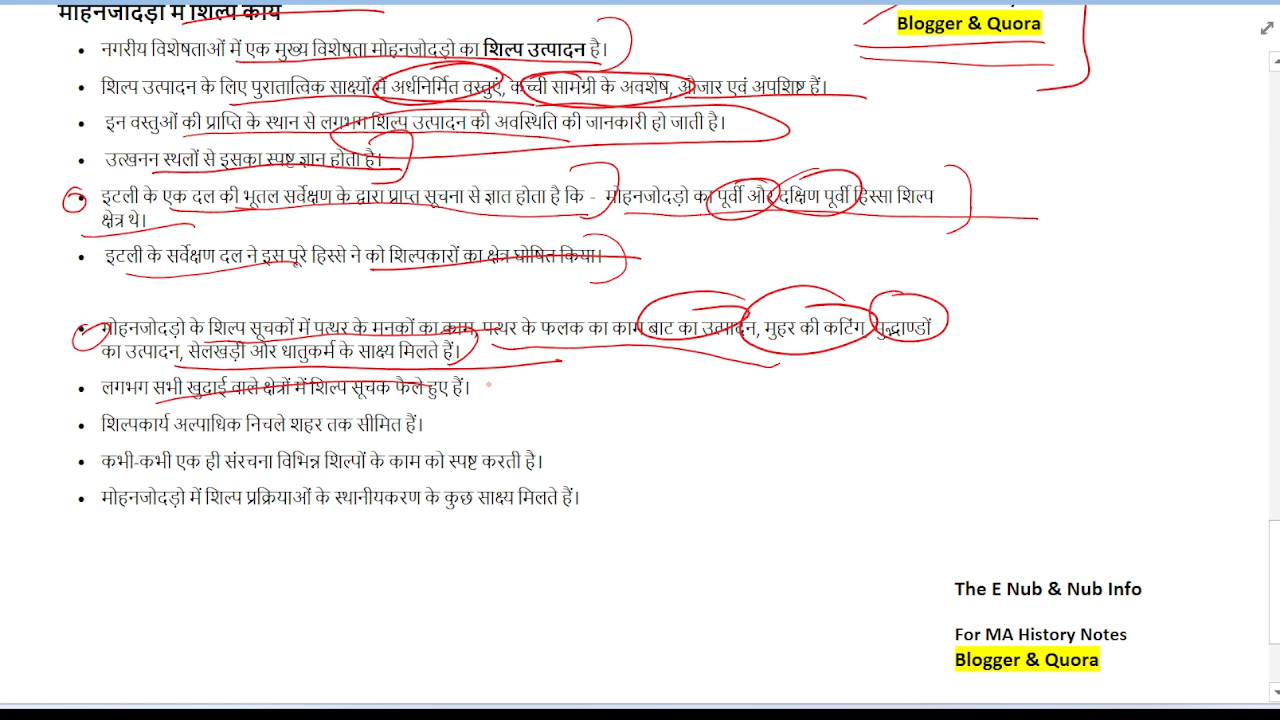 मोहनजोदड़ो में शिल्प कार्य
Blogger & Quora
• नगरीय विशेषताओं में एक मुख्य विशेषता मोहनजोदड़ो का शिल्प उत्पादन है।
• शिल्प उत्पादन के लिए पुरातात्विक साक्ष्यों में अर्धनिर्मित वस्तुएं, कच्ची सामग्री के अवशेष, औजार एवं अपशिष्ट हैं।
• इन वस्तुओं की प्राप्ति के स्थान से लगभग शिल्प उत्पादन की अवस्थिति की जानकारी हो जाती है।
• उत्खनन स्थलों से इसका स्पष्ट ज्ञान होता है।
• इटली के एक दल की भूतल सर्वेक्षण के द्वारा प्राप्त सूचना से ज्ञात होता है कि - मोहनजोदड़ो का पूर्वी और दक्षिण पूर्वी हिस्सा शिल्प
क्षेत्र थे।
• इटली के सर्वेक्षण दल ने इस पूरे हिस्से ने को शिल्पकारों का क्षेत्र घोषित किया।
• मोहनजोदड़ो के शिल्प सूचकों में पत्थर के मनकों का काम, पत्थर के फलक का काम बाट का उत्पादन, मुहर की कटिंग, मृद्भाण्डों
का उत्पादन, सेलखड़ी और धातुकर्म के साक्ष्य मिलते हैं।
• लगभग सभी खुदाई वाले क्षेत्रों में शिल्प सूचक फैले हुए हैं।
• शिल्पकार्य अल्पाधिक निचले शहर तक सीमित हैं।
• कभी-कभी एक ही संरचना विभिन्न शिल्पों के काम को स्पष्ट करती है।
• मोहनजोदड़ो में शिल्प प्रक्रियाओं के स्थानीयकरण के कुछ साक्ष्य मिलते हैं।
The E Nub & Nub Info
For MA History Notes
Blogger & Quora